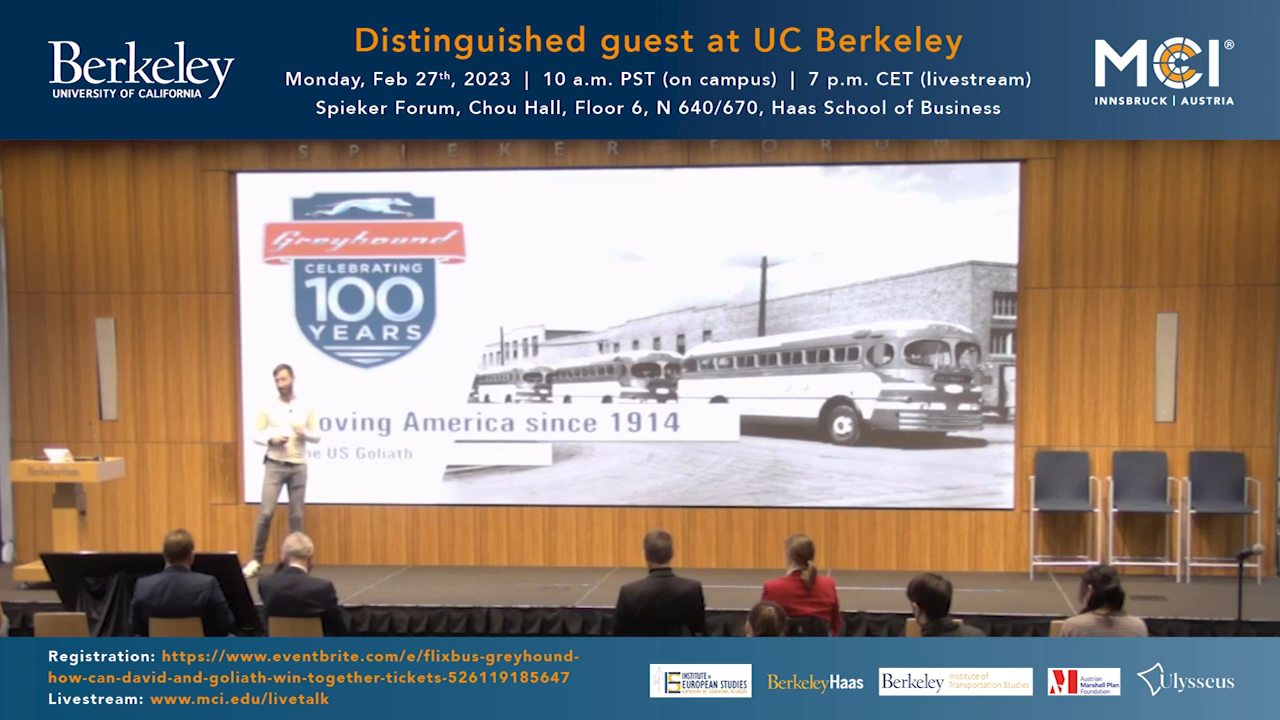 Berkeley
UNIVERSITY OF CALIFORNIA
Distinguished guest at UC Berkeley
Monday, Feb 27th, 2023 | 10 a.m. PST (on campus) | 7 p.m. CET (livestream)
Spieker Forum, Chou Hall, Floor 6, N 640/670, Haas School of Business
MCI®
INNSBRUCK | AUSTRIA
SPIEKER FORUM
Greyhound
CELEBRATING
100
YEARS
oving America since 1914
he US Goliath
BerkeleyHaas
Registration: https://www.eventbrite.com/e/flixbus-greyhound-
how-can-david-and-goliath-win-together-tickets-526119185647
Livestream: www.mci.edu/livetalk
INSTITUTE of
EUROPEAN STUDIES
BerkeleyHaas
Berkeley
Institute of
Transportation Studies
Austrian
Marshall Plan
Foundation
Ulysseus